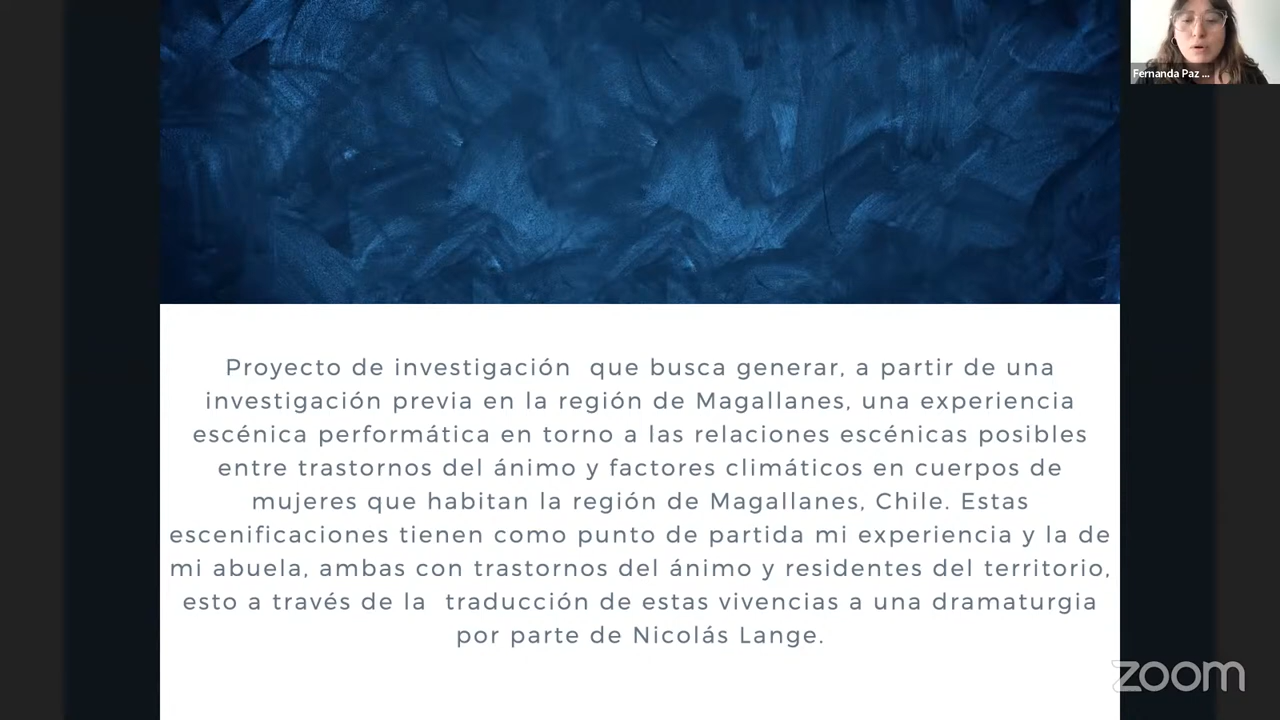 Fernanda Paz ...
Proyecto de investigación que busca generar, a partir de una
investigación previa en la región de Magallanes, una experiencia
escénica performática en torno a las relaciones escénicas posibles
entre trastornos del ánimo y factores climáticos en cuerpos de
mujeres que habitan la región de Magallanes, Chile. Estas
escenificaciones tienen como punto de partida mi experiencia y la de
mi abuela, ambas con trastornos del ánimo y residentes del territorio,
esto a través de la traducción de estas vivencias a una dramaturgia
por parte de Nicolás Lange.
zoom